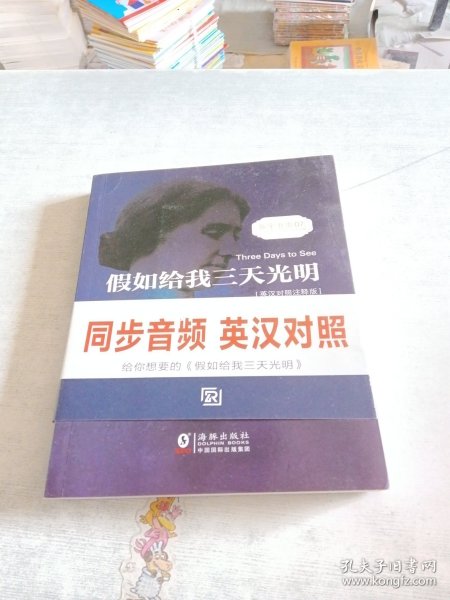 Three Days to See
假如给我三天光明
[英汉对照注释版]
同步音频 英汉对照
给你想要的《假如给我三天光明》
海豚出版社
DOLPHIN BOOKS
中国国际出版集团
孔夫子旧书网
www.kongfz.com